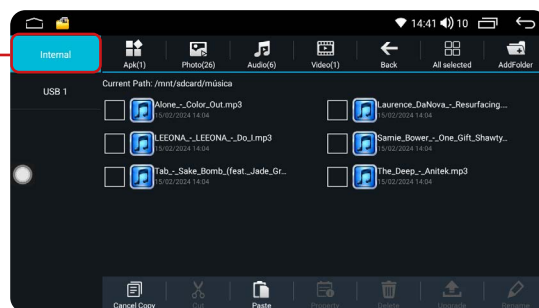 14:41 10
Internal
USB 1
Apk(1)
Photo(26)
Audio(6)
Video(1)
Back
All selected
AddFolder
Current Path: /mnt/sdcard/música
Alone_-_Color_Out.mp3
15/02/2024 14:04
Laurence_DaNova_-_Resurfacing...
15/02/2024 14:04
LEEONA_-_LEEONA_-_Do_I.mp3
15/02/2024 14:04
Samie_Bower_-_One_Gift_Shawty...
15/02/2024 14:04
Tab_-_Sake_Bomb_(feat._Jade_Gr...
15/02/2024 14:04
The_Deep_-_Anitek.mp3
15/02/2024 14:04
Cancel Copy
Cut
Paste
Property
Delete
Upgrade
Rename